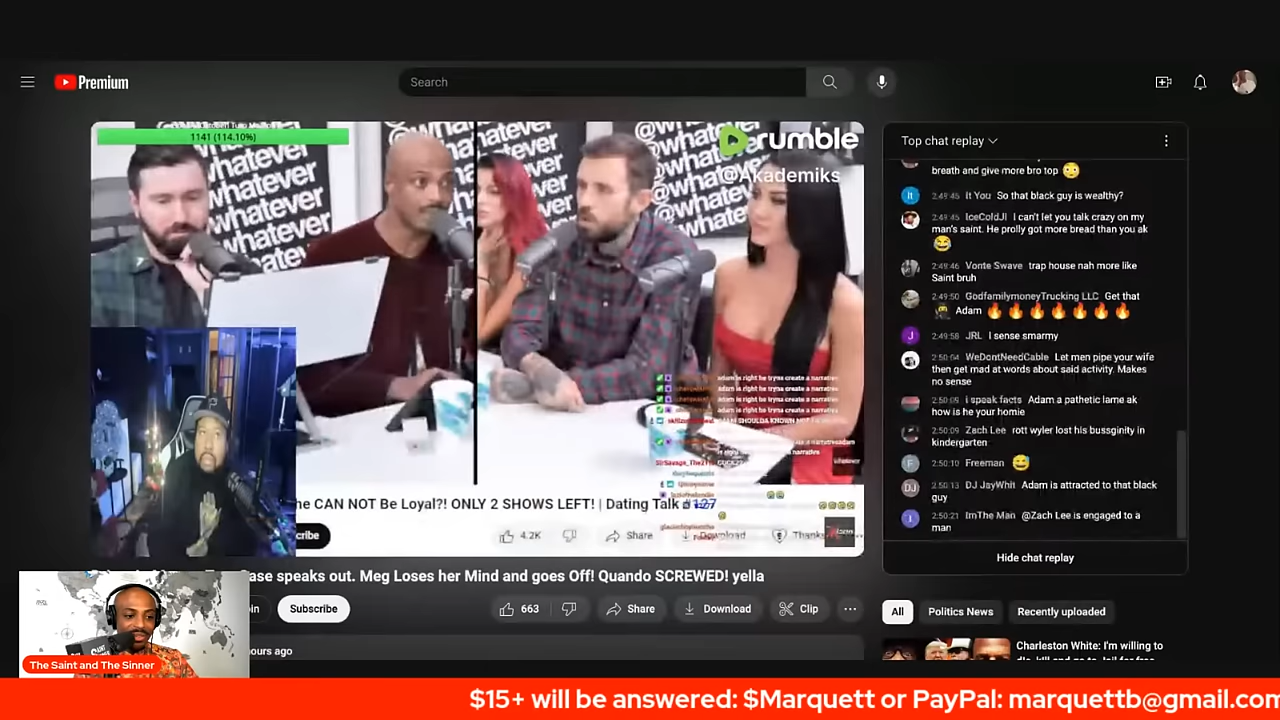 Premium
Search
1141 (114.10%)
@whatever
whatever
rumble
@Akademiks
Top chat replay
breath and give more bro top 😳
2:49:45 It You So that black guy is wealthy?
2:49:45 IceColdJI I can't let you talk crazy on my
man's saint. He prolly got more bread than you ak
😂
2:49:46 Vonte Swave trap house nah more like
Saint bruh
2:49:50 GodfamilymoneyTrucking LLC Get that
Adam 🔥🔥🔥🔥🔥🔥🔥
2:49:58 JRL I sense smarmy
2:50:04 WeDontNeedCable Let men pipe your wife
then get mad at words about said activity. Makes
no sense
2:50:05 i speak facts Adam a pathetic lame ak
how is he your homie
2:50:09 Zach Lee rott wyler lost his bussginity in
kindergarten
2:50:10 Freeman 😅
2:50:13 DJ JayWhit Adam is attracted to that black
guy
2:50:21 ImThe Man @Zach Lee is engaged to a
man
Hide chat replay
he CAN NOT Be Loyal?! ONLY 2 SHOWS LEFT! | Dating Talk #127
cribe
4.2K
Share
Download
Thanks
ase speaks out. Meg Loses her Mind and goes Off! Quando SCREWED! yella
oin
Subscribe
663
Share
Download
Clip
All
Politics News
Recently uploaded
ours ago
Charleston White: I'm willing to
The Saint and The Sinner
$15+ will be answered: $Marquett or PayPal: marquettb@gmail.com